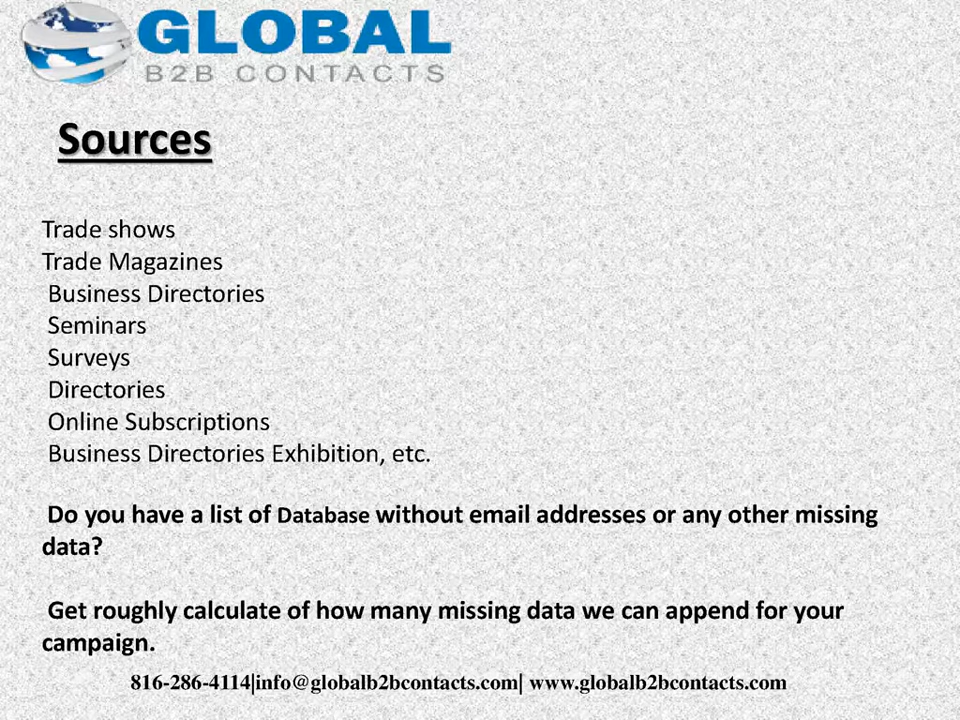 GLOBAL
B2B CONTACTS
Sources
Trade shows
Trade Magazines
Business Directories
Seminars
Surveys
Directories
Online Subscriptions
Business Directories Exhibition, etc.
Do you have a list of Database without email addresses or any other missing
data?
Get roughly calculate of how many missing data we can append for your
campaign.
816-286-4114|info@globalb2bcontacts.com| www.globalb2bcontacts.com